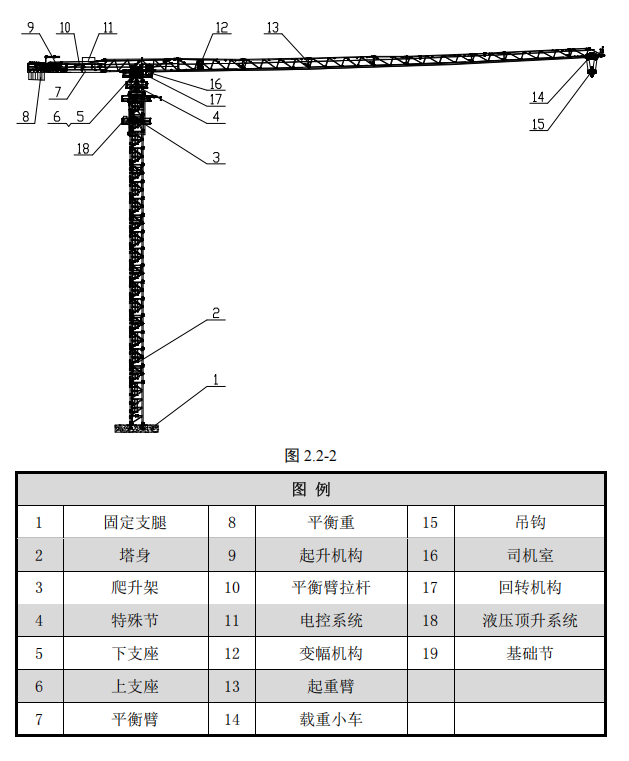 9 10 11 12 13
16
17
14
8 7 6 5 4 15
18 3
2
1
图 2.2-2
图 例
1 固定支腿 8 平衡重 15 吊钩
2 塔身 9 起升机构 16 司机室
3 爬升架 10 平衡臂拉杆 17 回转机构
4 特殊节 11 电控系统 18 液压顶升系统
5 下支座 12 变幅机构 19 基础节
6 上支座 13 起重臂
7 平衡臂 14 载重小车